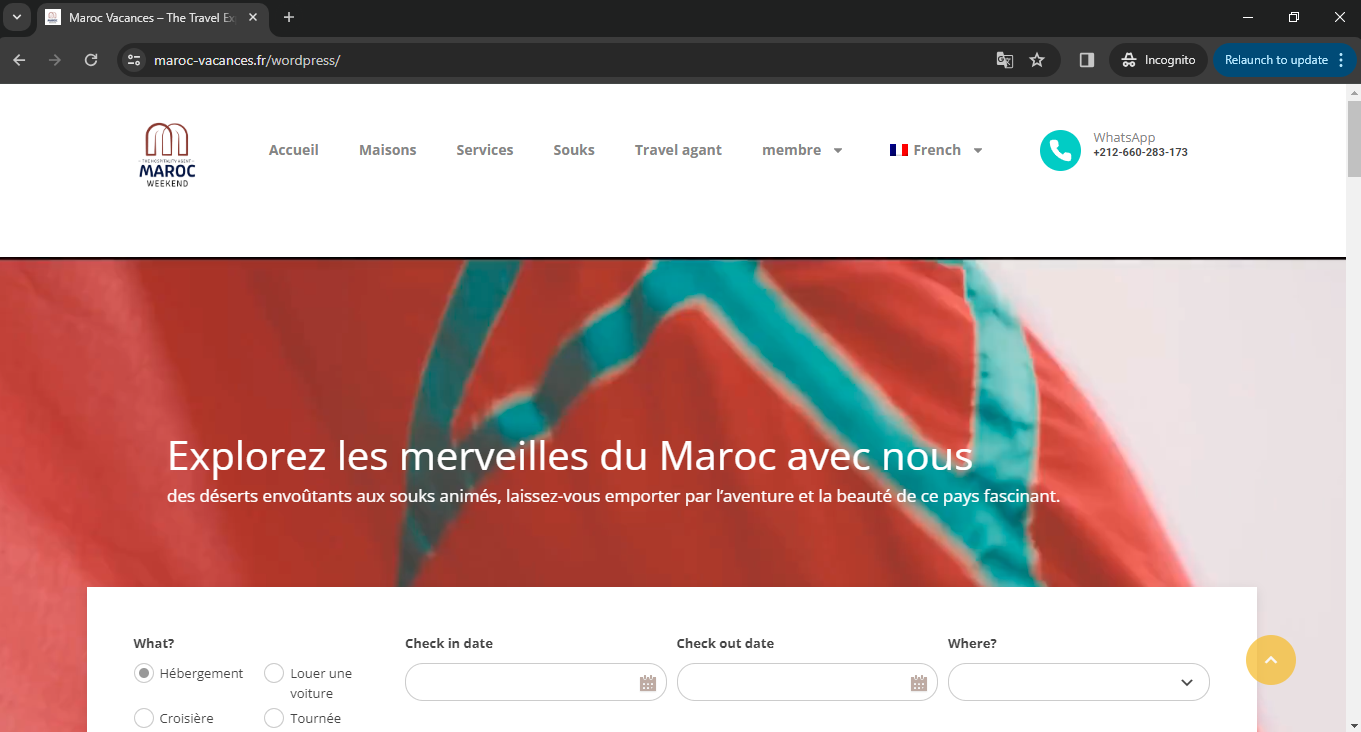 Maroc Vacances – The Travel Ex
maroc-vacances.fr/wordpress/
Incognito
Relaunch to update
THE HOSPITALITY AGENT
MAROC
WEEKEND
Accueil
Maisons
Services
Souks
Travel agant
membre
French
WhatsApp
+212-660-283-173
Explorez les merveilles du Maroc avec nous
des déserts envoûtants aux souks animés, laissez-vous emporter par l’aventure et la beauté de ce pays fascinant.
What?
Hébergement
Louer une
voiture
Croisière
Tournée
Check in date
Check out date
Where?